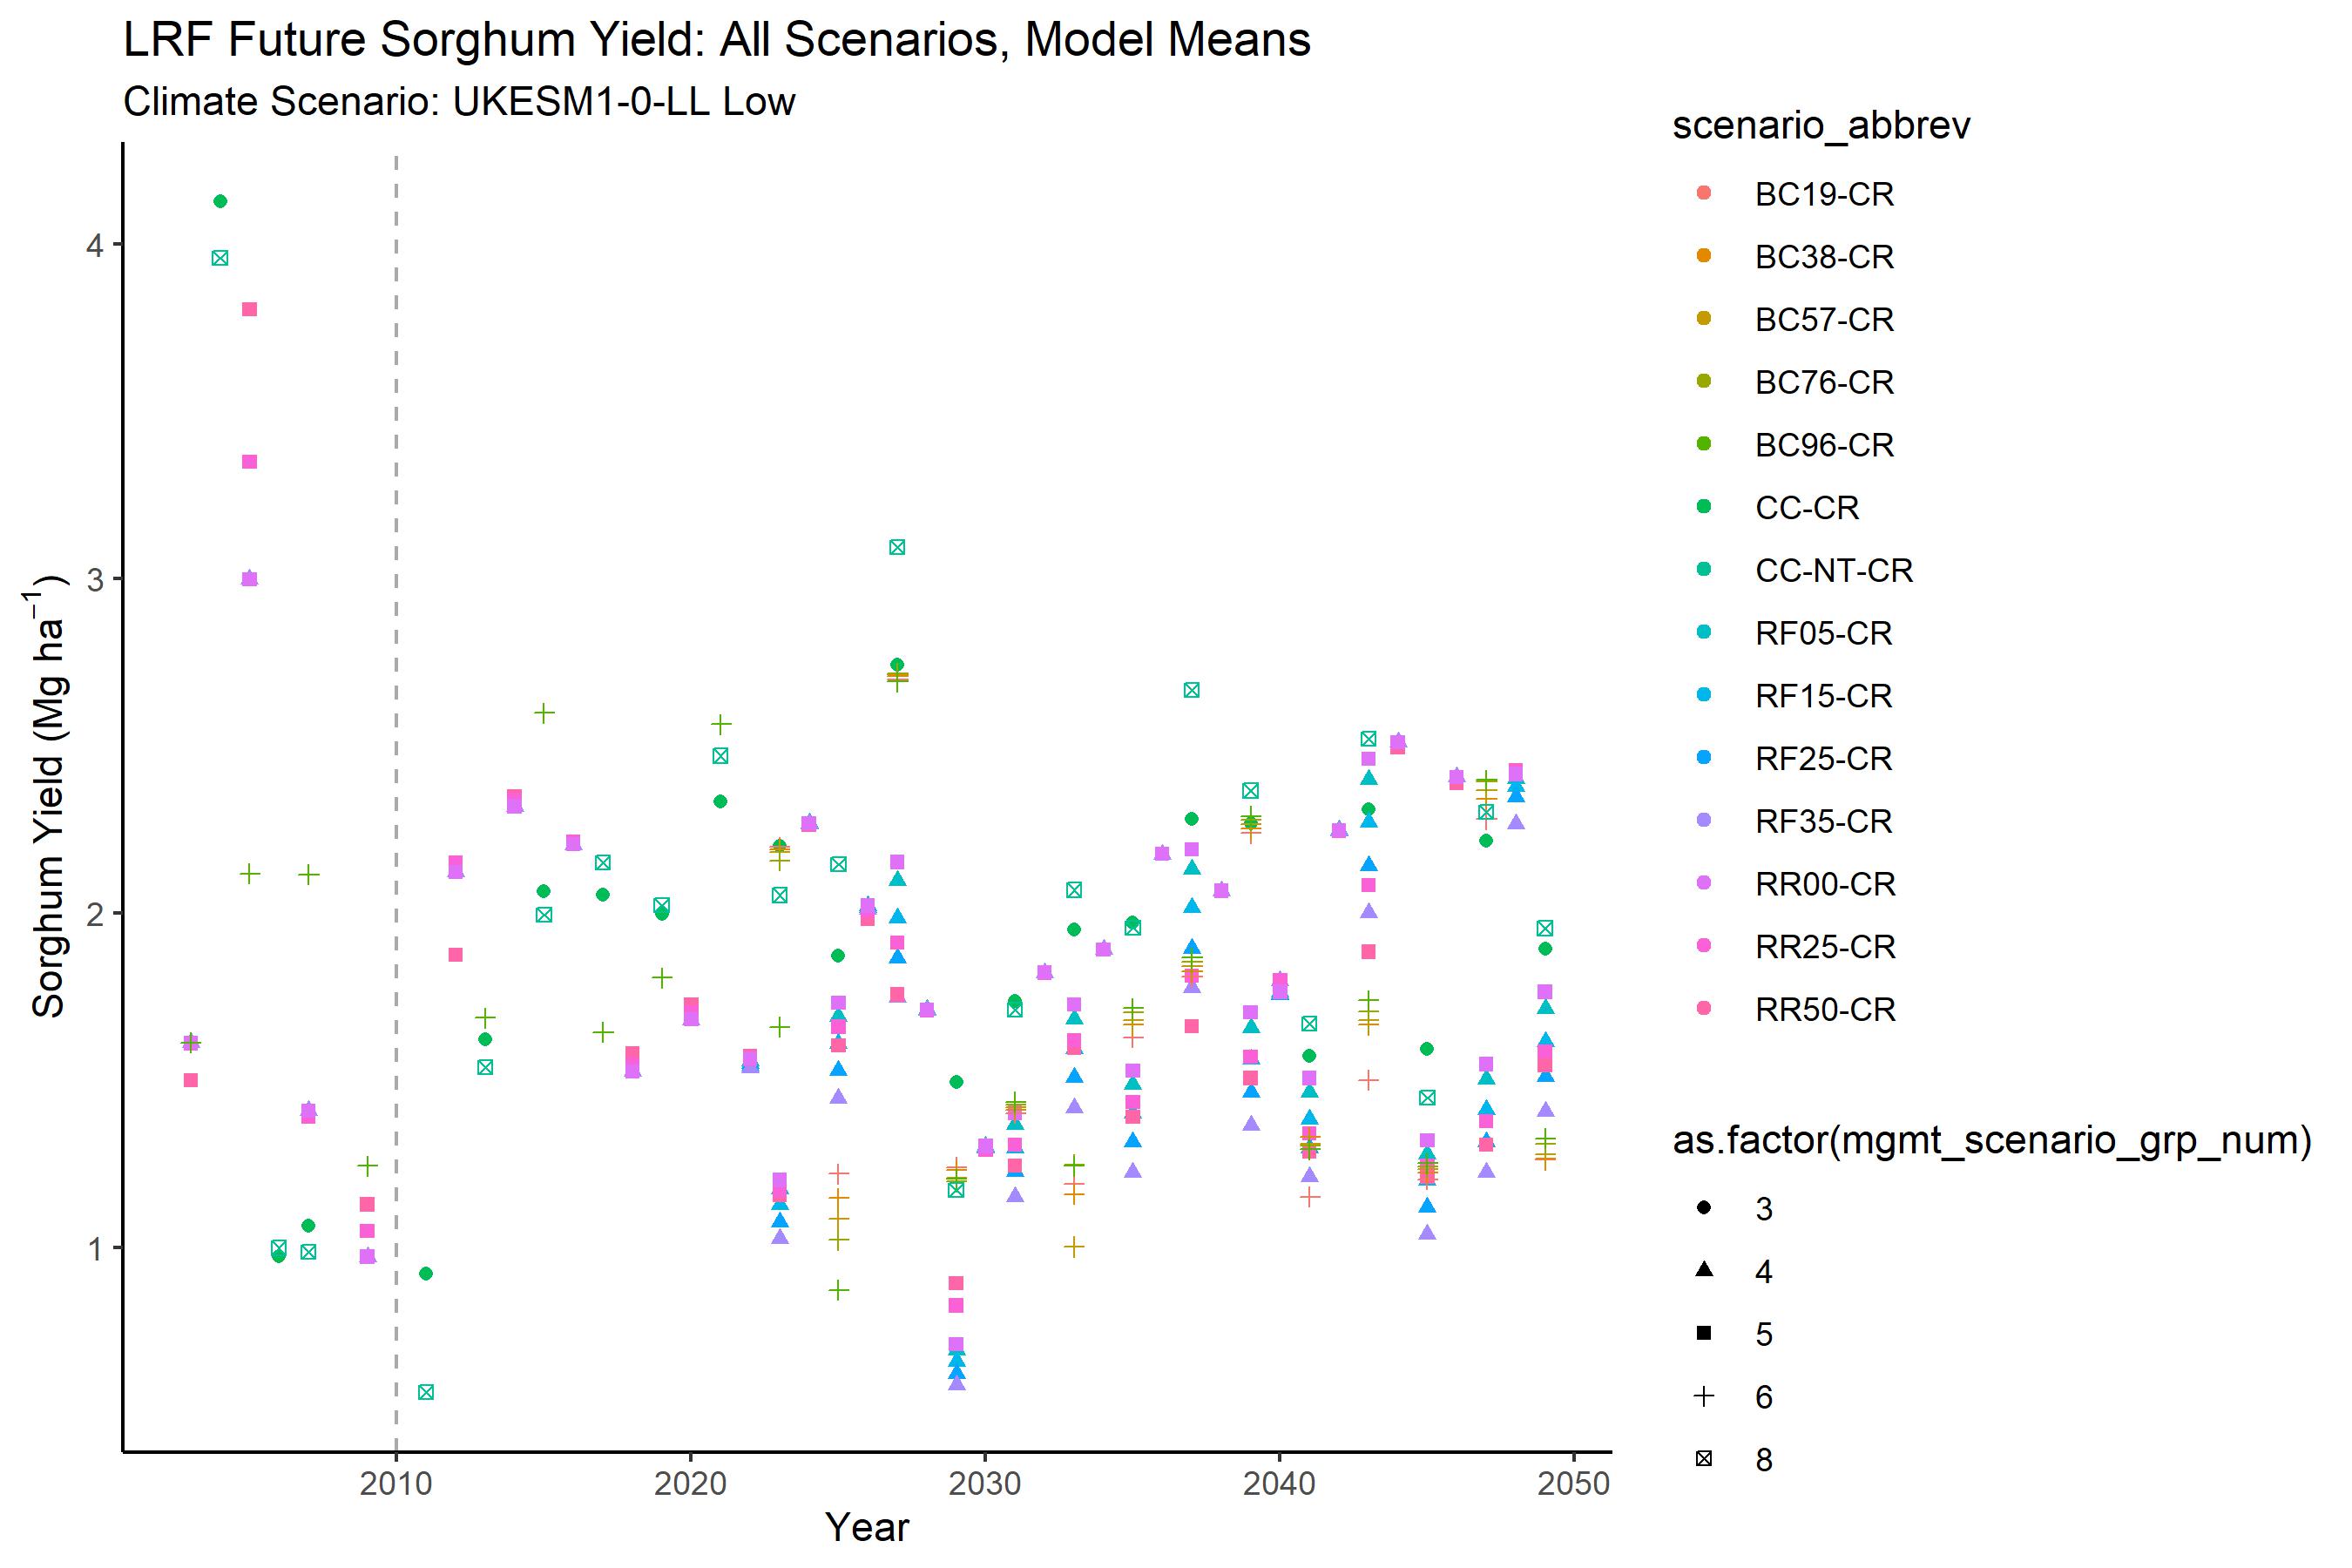 LRF Future Sorghum Yield: All Scenarios, Model Means
Climate Scenario: UKESM1-0-LL Low
Sorghum Yield (Mg ha⁻¹)
4
3
2
1
2010
2020
2030
2040
2050
Year
scenario_abbrev
BC19-CR
BC38-CR
BC57-CR
BC76-CR
BC96-CR
CC-CR
CC-NT-CR
RF05-CR
RF15-CR
RF25-CR
RF35-CR
RR00-CR
RR25-CR
RR50-CR
as.factor(mgmt_scenario_grp_num)
3
4
5
6
8